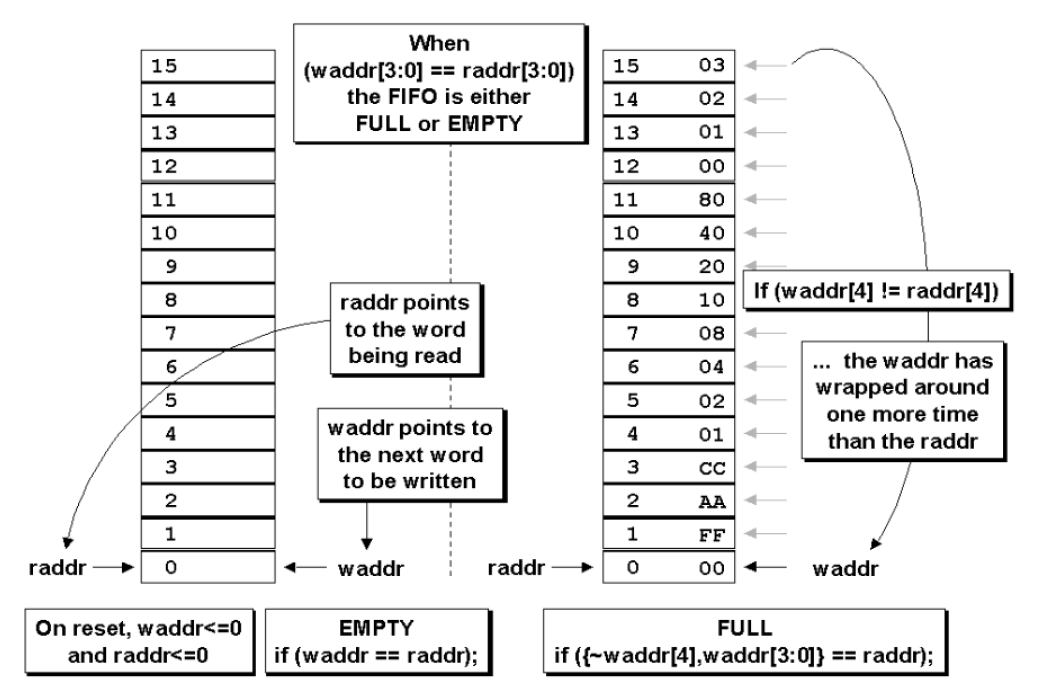 When
(waddr[3:0] == raddr[3:0])
the FIFO is either
FULL or EMPTY
15
14
13
12
11
10
9
8
7
6
5
4
3
2
1
0
raddr points
to the word
being read
waddr points to
the next word
to be written
raddr
waddr
On reset, waddr<=0
and raddr<=0
EMPTY
if (waddr == raddr);
15 03
14 02
13 01
12 00
11 80
10 40
9 20
8 10
7 08
6 04
5 02
4 01
3 CC
2 AA
1 FF
0 00
If (waddr[4] != raddr[4])
... the waddr has
wrapped around
one more time
than the raddr
raddr
waddr
FULL
if ({~waddr[4],waddr[3:0]} == raddr);